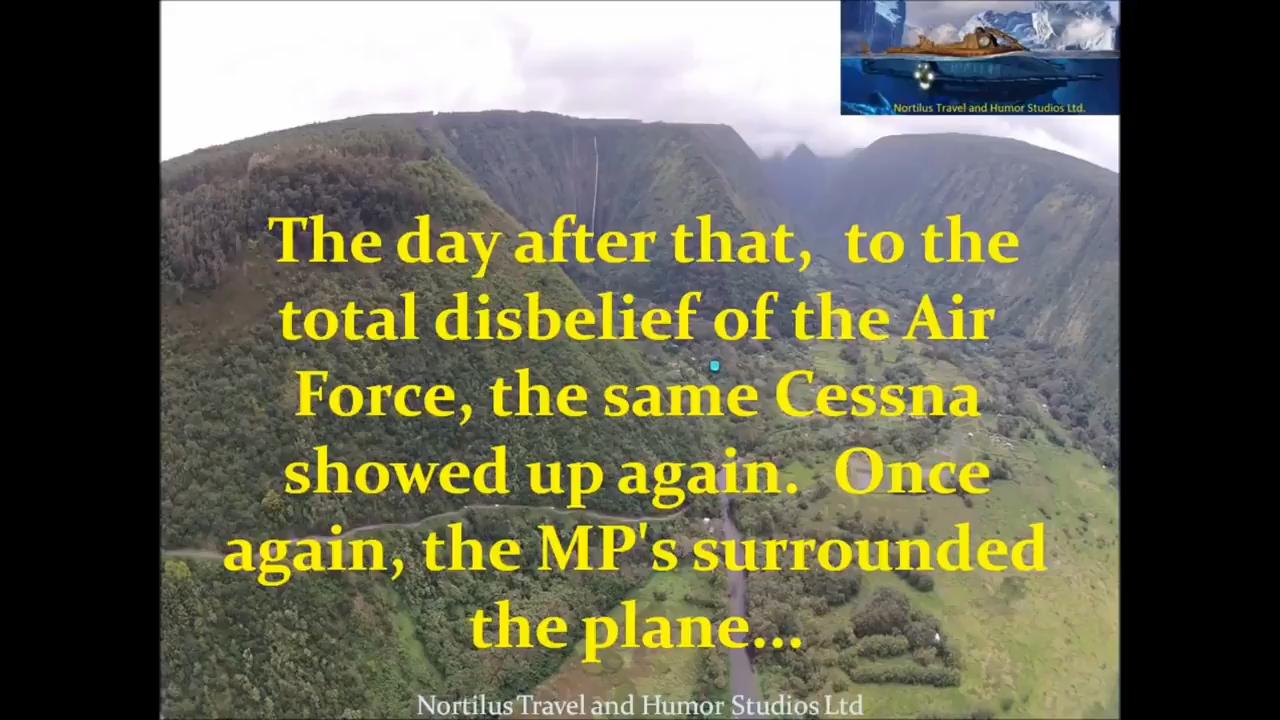 Nortilus Travel and Humor Studios Ltd.
The day after that,  to the
total disbelief of the Air
Force, the same Cessna
showed up again.  Once
again, the MP's surrounded
the plane...
Nortilus Travel and Humor Studios Ltd